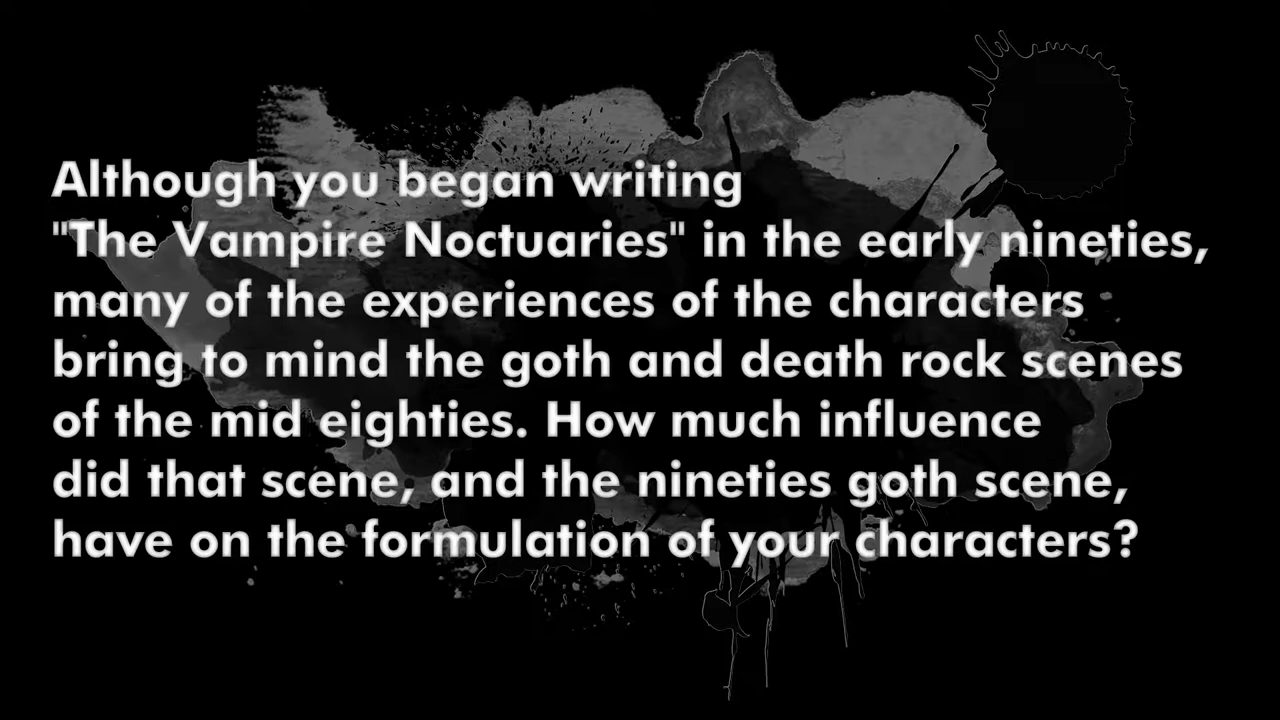 Although you began writing
"The Vampire Noctuaries" in the early nineties,
many of the experiences of the characters
bring to mind the goth and death rock scenes
of the mid eighties. How much influence
did that scene, and the nineties goth scene,
have on the formulation of your characters?